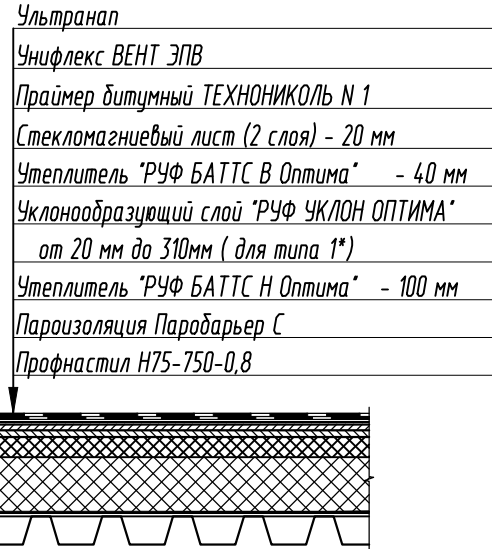 Ультранап
Унифлекс ВЕНТ ЭПВ
Праймер битумный ТЕХНОНИКОЛЬ N 1
Стекломагниевый лист (2 слоя) - 20 мм
Утеплитель "РУФ БАТТС В Оптима" - 40 мм
Уклонообразующий слой "РУФ УКЛОН ОПТИМА"
от 20 мм до 310мм ( для типа 1*)
Утеплитель "РУФ БАТТС Н Оптима" - 100 мм
Пароизоляция Паробарьер С
Профнастил Н75-750-0,8